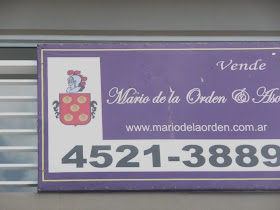 Vende
Mario de la Orden & As
www.mariodelaorden.com.ar
4521-3889